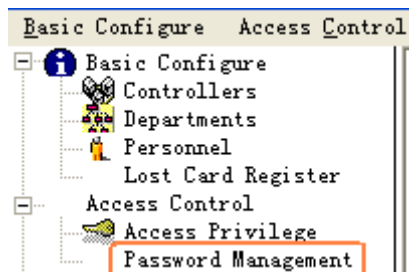 Basic Configure Access Control
Basic Configure
Controllers
Departments
Personnel
Lost Card Register
Access Control
Access Privilege
Password Management